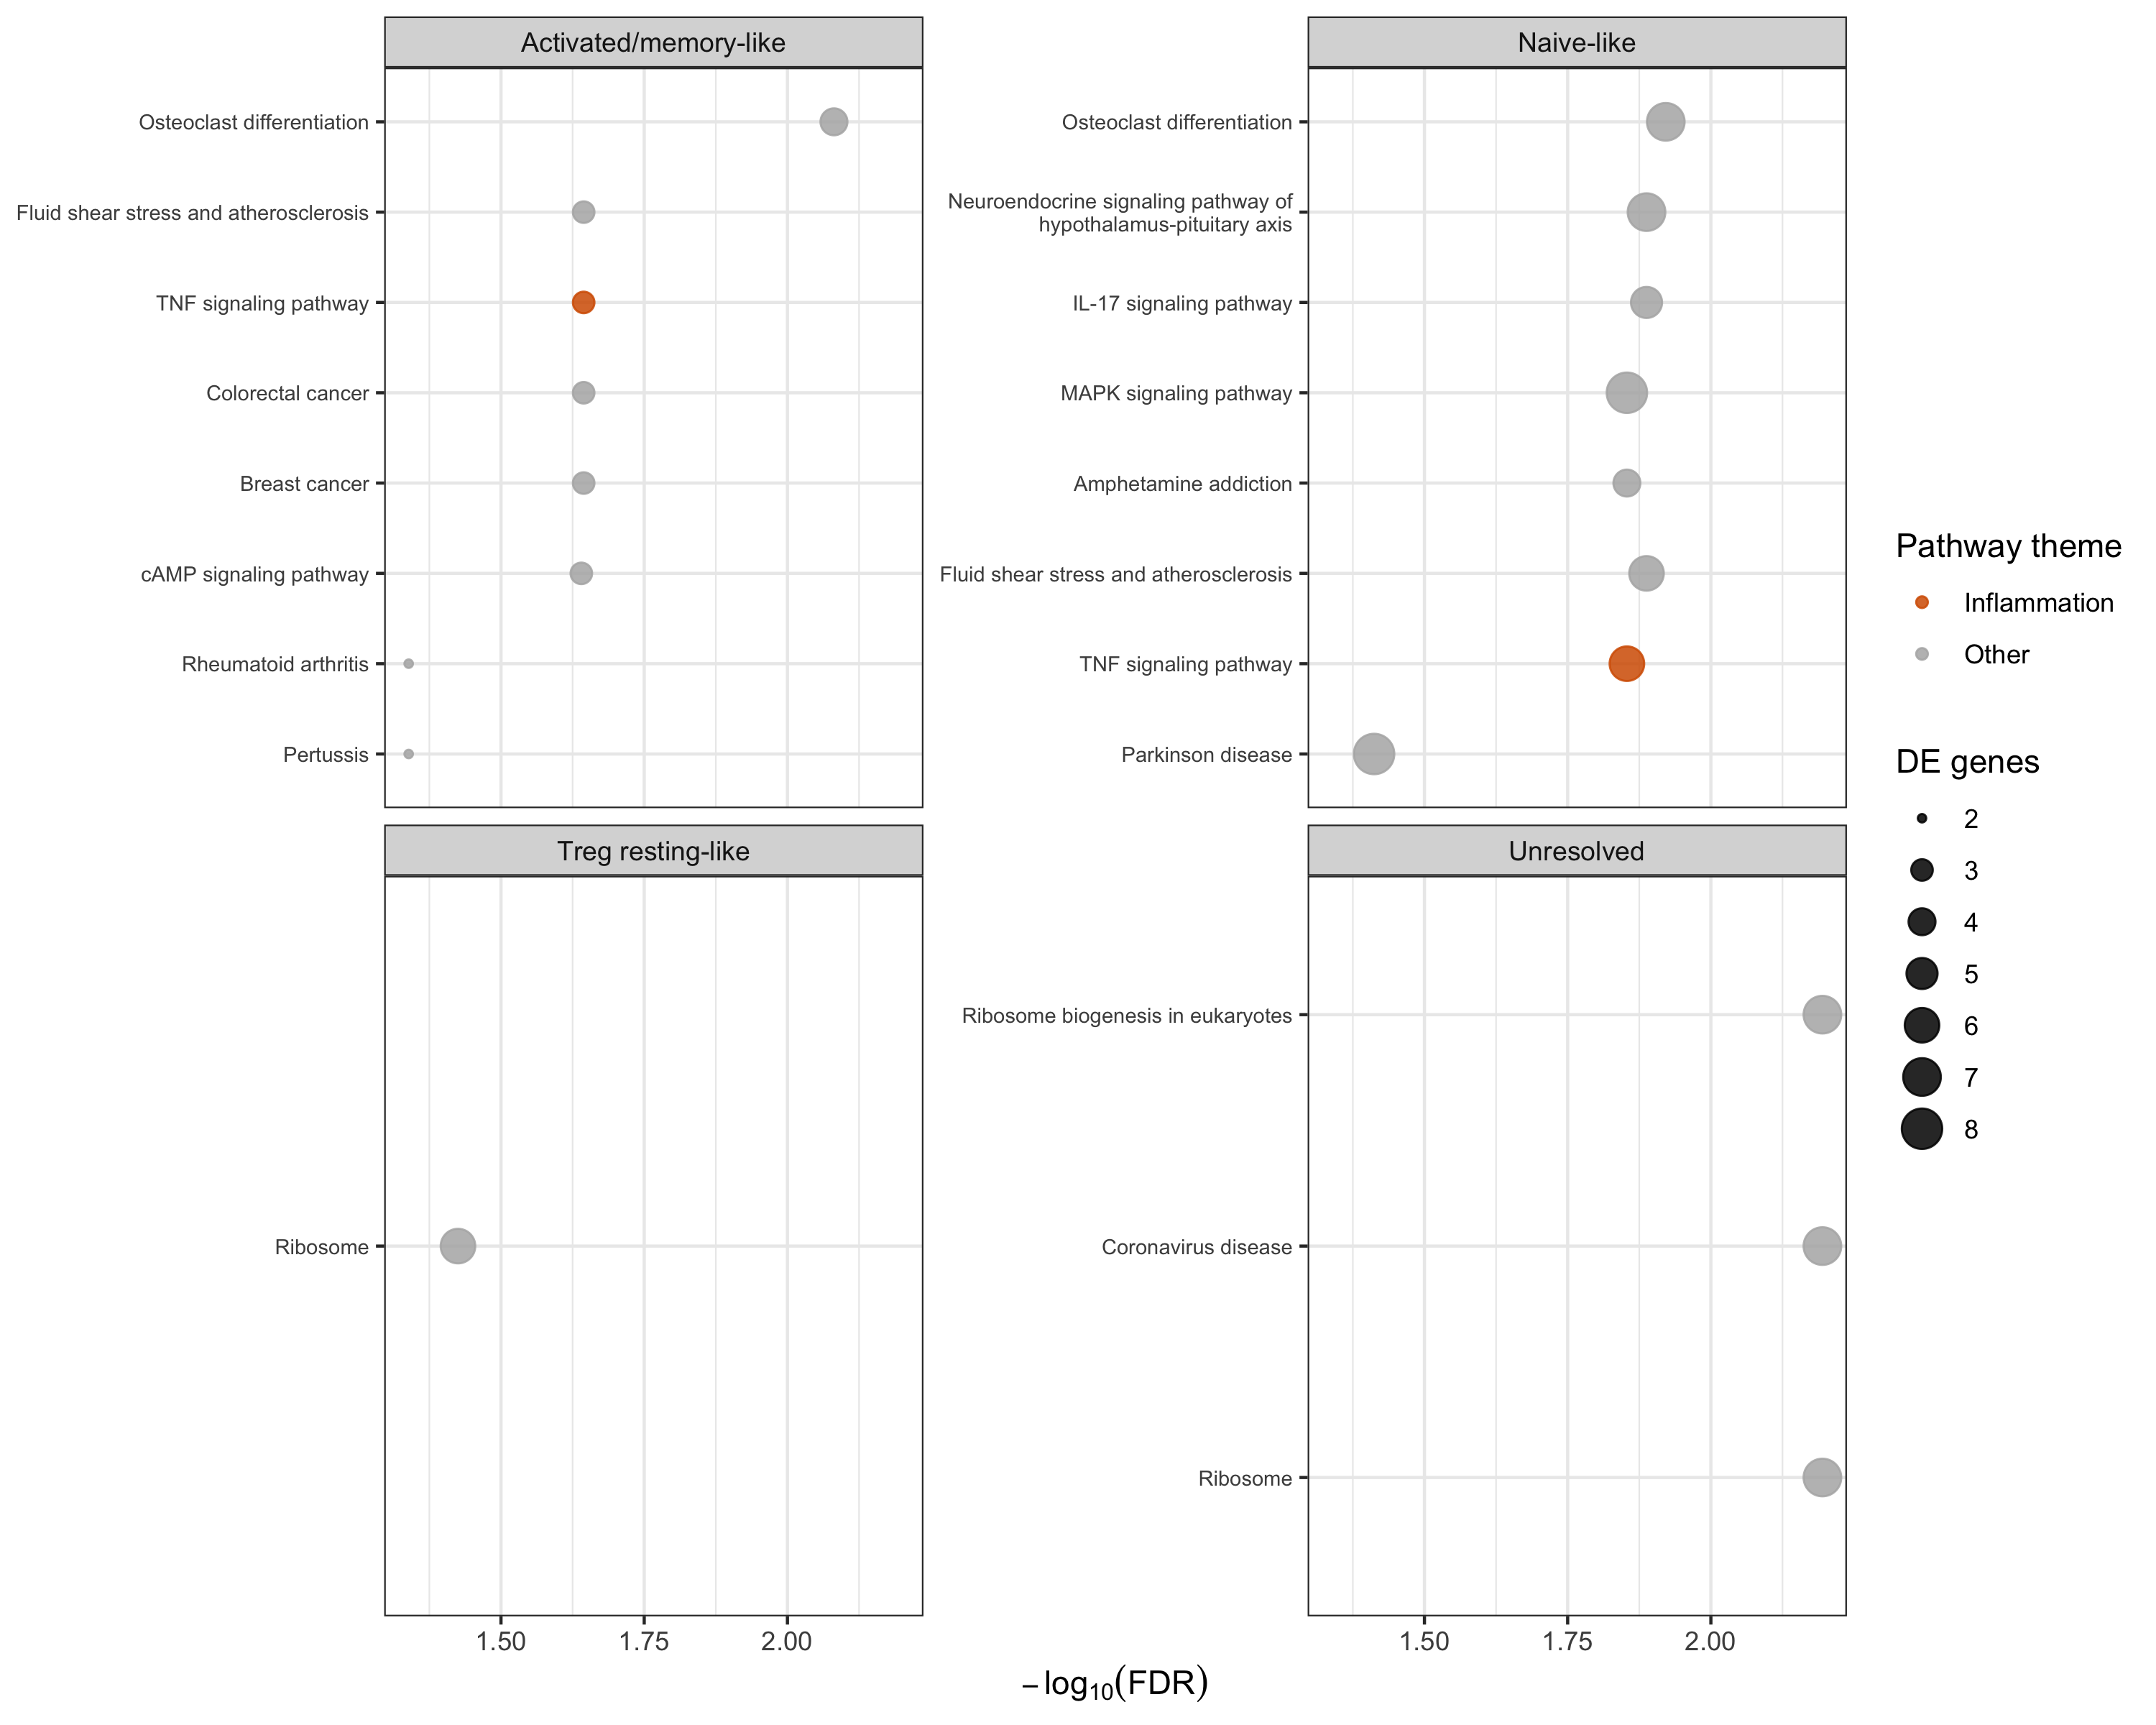 Activated/memory-like
Osteoclast differentiation
Fluid shear stress and atherosclerosis
TNF signaling pathway
Colorectal cancer
Breast cancer
cAMP signaling pathway
Rheumatoid arthritis
Pertussis
Naive-like
Osteoclast differentiation
Neuroendocrine signaling pathway of
hypothalamus-pituitary axis
IL-17 signaling pathway
MAPK signaling pathway
Amphetamine addiction
Fluid shear stress and atherosclerosis
TNF signaling pathway
Parkinson disease
Treg resting-like
Ribosome
1.50 1.75 2.00
Unresolved
Ribosome biogenesis in eukaryotes
Coronavirus disease
Ribosome
1.50 1.75 2.00
−log₁₀(FDR)
Pathway theme
Inflammation
Other
DE genes
2
3
4
5
6
7
8